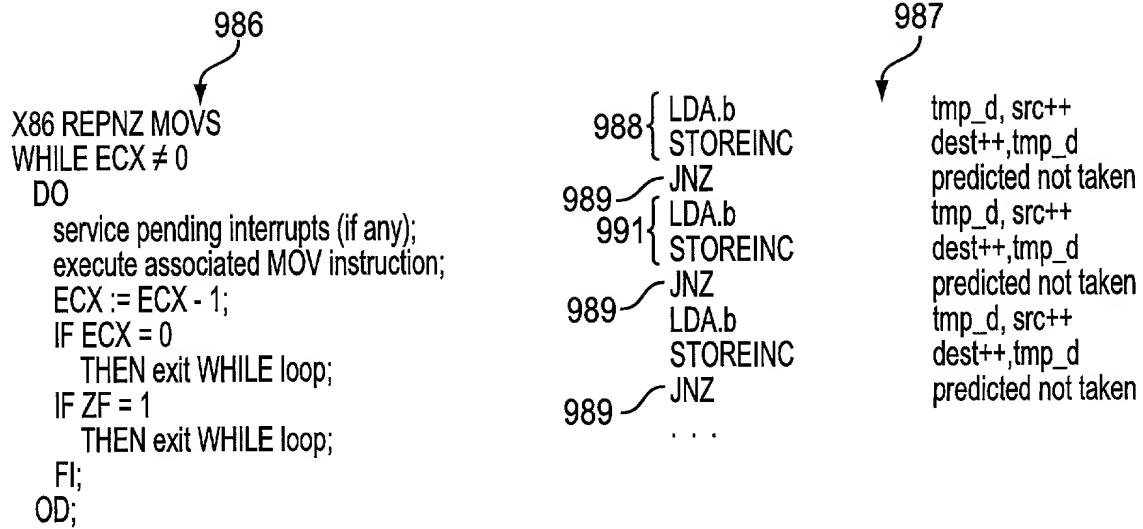 986
X86 REPNZ MOVS
WHILE ECX ≠ 0
DO
service pending interrupts (if any);
execute associated MOV instruction;
ECX := ECX - 1;
IF ECX = 0
THEN exit WHILE loop;
IF ZF = 1
THEN exit WHILE loop;
FI;
OD;
987
988 LDA.b tmp_d, src++
STOREINC dest++,tmp_d
989 JNZ predicted not taken
991 LDA.b tmp_d, src++
STOREINC dest++,tmp_d
989 JNZ predicted not taken
LDA.b tmp_d, src++
STOREINC dest++,tmp_d
989 JNZ predicted not taken
. . .